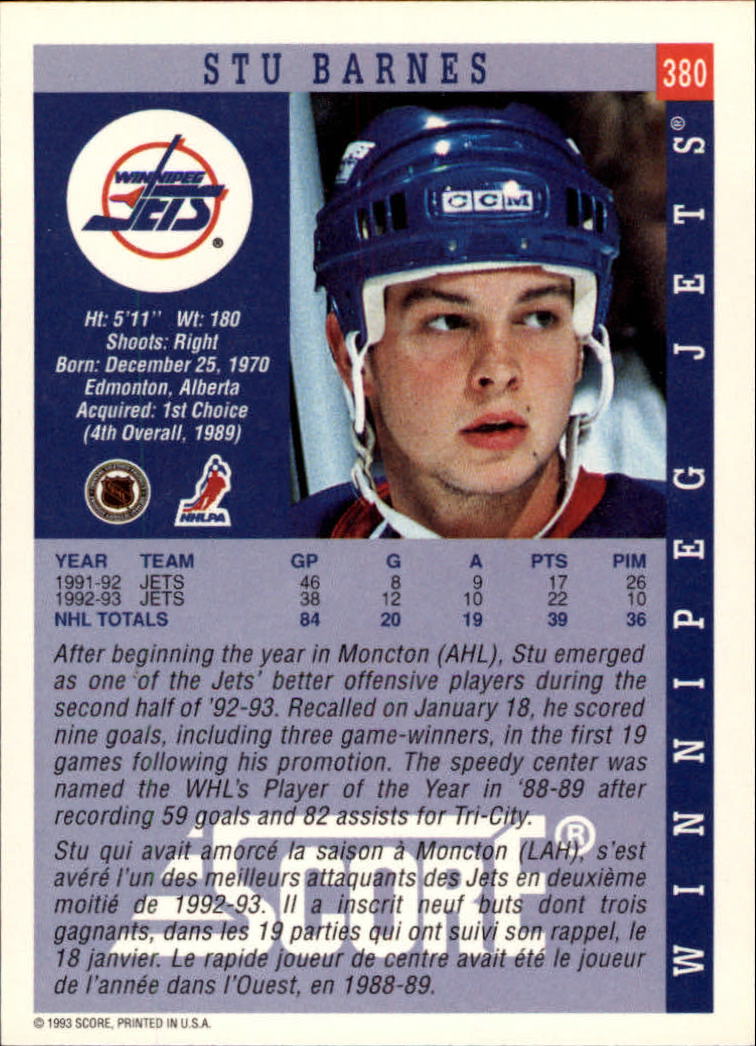 STU BARNES
380
WINNIPEG
JETS
®
CCM
Ht: 5'11" Wt: 180
Shoots: Right
Born: December 25, 1970
Edmonton, Alberta
Acquired: 1st Choice
(4th Overall, 1989)
NHL
NHLPA
WINNIPEG JETS®
YEAR TEAM GP G A PTS PIM
1991-92 JETS 46 8 9 17 26
1992-93 JETS 38 12 10 22 10
NHL TOTALS 84 20 19 39 36
After beginning the year in Moncton (AHL), Stu emerged
as one of the Jets' better offensive players during the
second half of '92-93. Recalled on January 18, he scored
nine goals, including three game-winners, in the first 19
games following his promotion. The speedy center was
named the WHL's Player of the Year in '88-89 after
recording 59 goals and 82 assists for Tri-City.
Stu qui avait amorcé la saison à Moncton (LAH), s'est
avéré l'un des meilleurs attaquants des Jets en deuxième
moitié de 1992-93. Il a inscrit neuf buts dont trois
gagnants, dans les 19 parties qui ont suivi son rappel, le
18 janvier. Le rapide joueur de centre avait été le joueur
de l'année dans l'Ouest, en 1988-89.
SCORE®
© 1993 SCORE, PRINTED IN U.S.A.